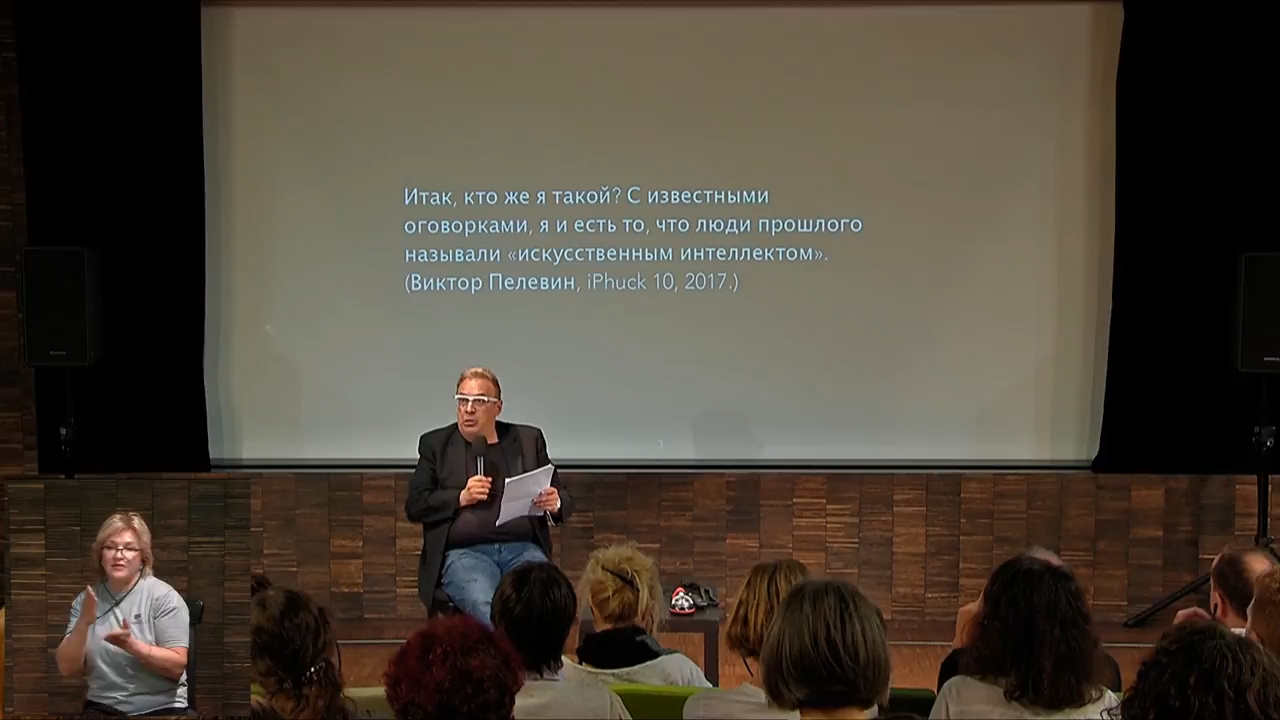 Итак, кто же я такой? С известными
оговорками, я и есть то, что люди прошлого
называли «искусственным интеллектом».
(Виктор Пелевин, iPhuck 10, 2017.)